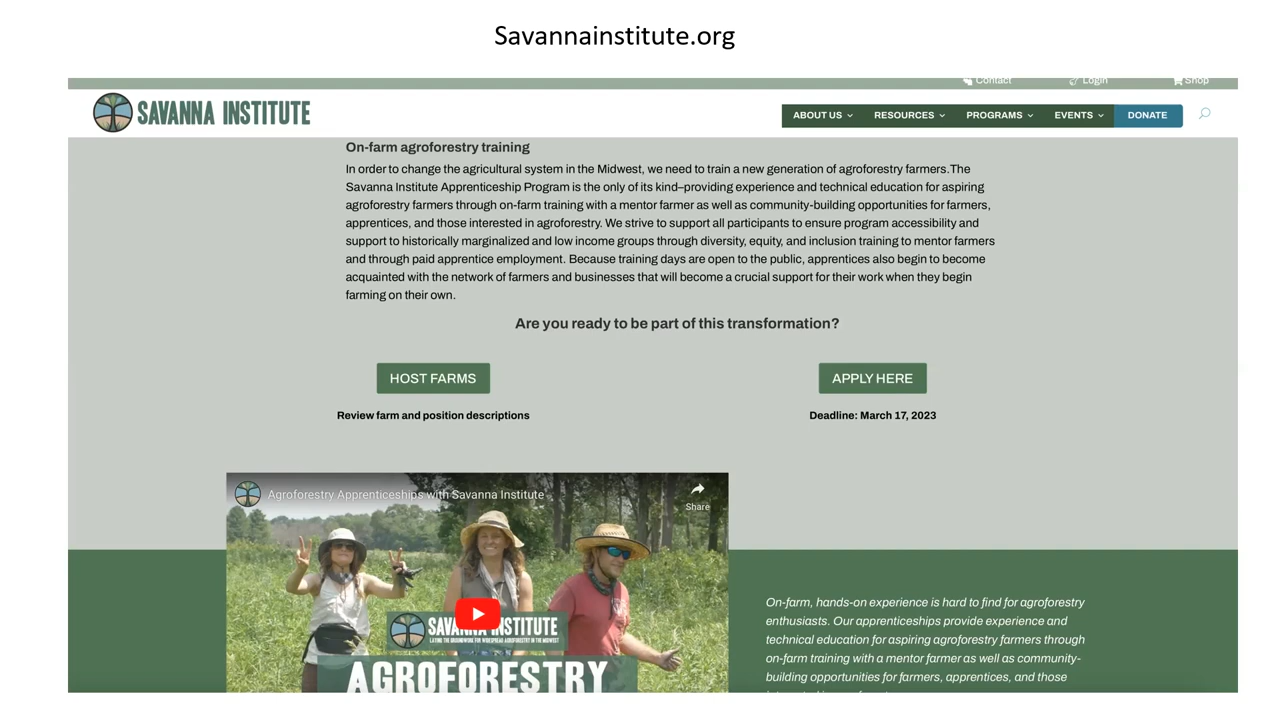 Savannainstitute.org
Contact
Login
Shop
SAVANNA INSTITUTE
ABOUT US
RESOURCES
PROGRAMS
EVENTS
DONATE
On-farm agroforestry training
In order to change the agricultural system in the Midwest, we need to train a new generation of agroforestry farmers.The
Savanna Institute Apprenticeship Program is the only of its kind–providing experience and technical education for aspiring
agroforestry farmers through on-farm training with a mentor farmer as well as community-building opportunities for farmers,
apprentices, and those interested in agroforestry. We strive to support all participants to ensure program accessibility and
support to historically marginalized and low income groups through diversity, equity, and inclusion training to mentor farmers
and through paid apprentice employment. Because training days are open to the public, apprentices also begin to become
acquainted with the network of farmers and businesses that will become a crucial support for their work when they begin
farming on their own.
Are you ready to be part of this transformation?
HOST FARMS
APPLY HERE
Review farm and position descriptions
Deadline: March 17, 2023
Agroforestry Apprenticeships with Savanna Institute
Share
SAVANNA INSTITUTE
LAYING THE GROUNDWORK FOR WIDESPREAD AGROFORESTRY IN THE MIDWEST
AGROFORESTRY
On-farm, hands-on experience is hard to find for agroforestry
enthusiasts. Our apprenticeships provide experience and
technical education for aspiring agroforestry farmers through
on-farm training with a mentor farmer as well as community-
building opportunities for farmers, apprentices, and those